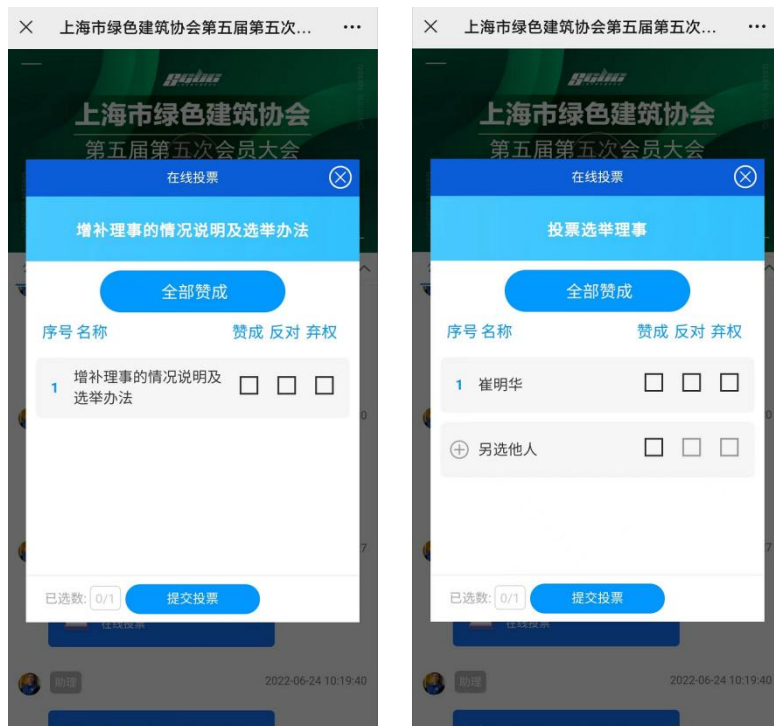 上海市绿色建筑协会第五届第五次...
上海市绿色建筑协会
第五届第五次会员大会
在线投票
增补理事的情况说明及选举办法
全部赞成
序号 名称 赞成 反对 弃权
1 增补理事的情况说明及
选举办法
已选数: 0/1 提交投票
在线投票
助理 2022-06-24 10:19:40
上海市绿色建筑协会第五届第五次...
上海市绿色建筑协会
第五届第五次会员大会
在线投票
投票选举理事
全部赞成
序号 名称 赞成 反对 弃权
1 崔明华
另选他人
已选数: 0/1 提交投票
在线投票
助理 2022-06-24 10:19:40